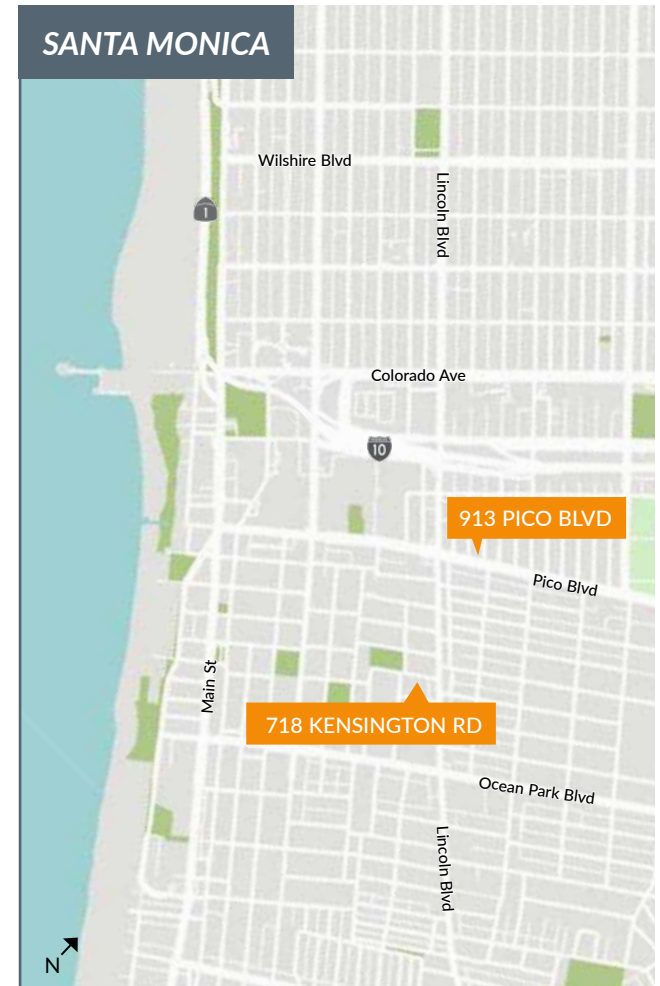 SANTA MONICA
Wilshire Blvd
Lincoln Blvd
1
Colorado Ave
10
913 PICO BLVD
Pico Blvd
Main St
718 KENSINGTON RD
Ocean Park Blvd
Lincoln Blvd
N